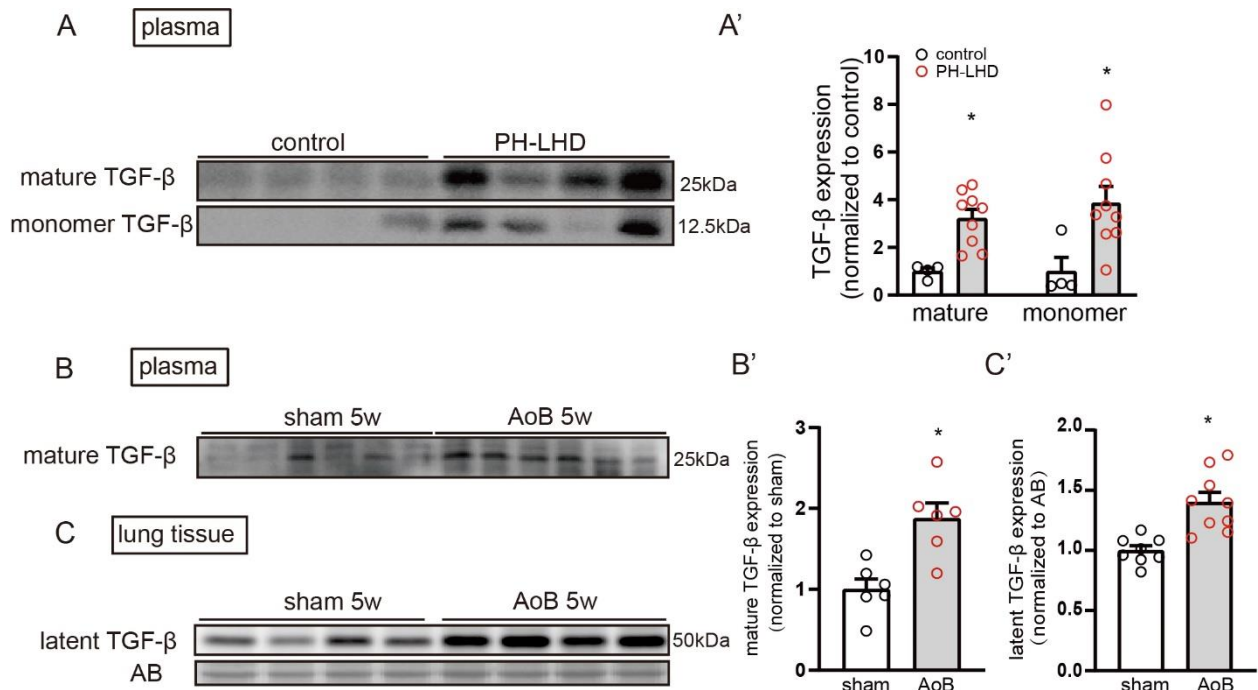 A plasma
control PH-LHD
mature TGF-β 25kDa
monomer TGF-β 12.5kDa
A’
TGF-β expression
(normalized to control)
10
8
6
4
2
0
control
PH-LHD
* *
mature monomer
B plasma
sham 5w AoB 5w
mature TGF-β 25kDa
C lung tissue
sham 5w AoB 5w
latent TGF-β 50kDa
AB
B’
mature TGF-β expression
(normalized to sham)
3
2
1
0
*
sham AoB
C’
latent TGF-β expression
(normalized to AB)
2.0
1.5
1.0
0.5
0.0
*
sham AoB